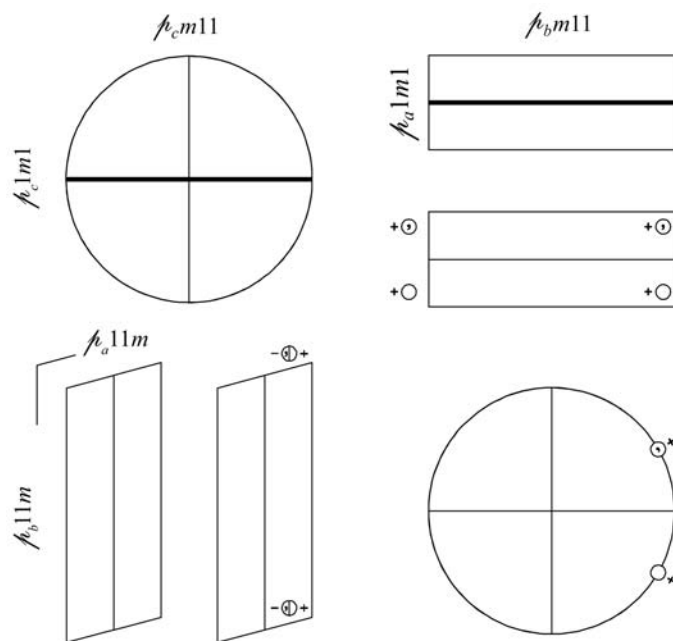 𝓅cm11
𝓅bm11
𝓅a1m1
𝓅c1m1
+ , + ,
+ +
𝓅a11m
- , +
𝓅b11m
, +
- , +
+